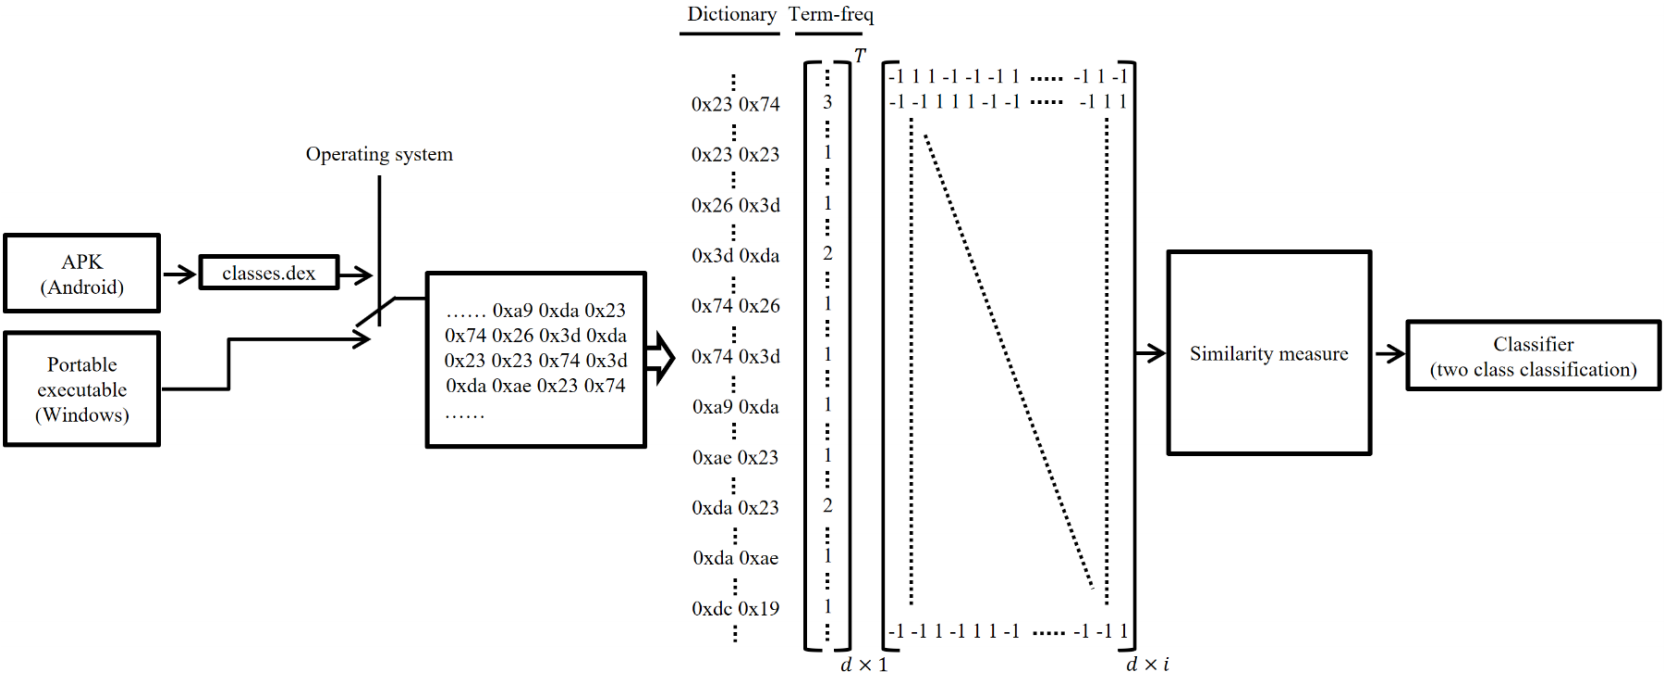 Dictionary Term-freq
Operating system
APK
(Android)
classes.dex
Portable
executable
(Windows)
...... 0xa9 0xda 0x23
0x74 0x26 0x3d 0xda
0x23 0x23 0x74 0x3d
0xda 0xae 0x23 0x74
......
0x23 0x74 3
0x23 0x23 1
0x26 0x3d 1
0x3d 0xda 2
0x74 0x26 1
0x74 0x3d 1
0xa9 0xda 1
0xae 0x23 1
0xda 0x23 2
0xda 0xae 1
0xdc 0x19 1
T
d × 1
-1 1 1 -1 -1 -1 1 ..... -1 1 -1
-1 -1 1 1 1 -1 -1 ..... -1 1 1
-1 -1 1 -1 1 1 -1 ..... -1 -1 1
d × i
Similarity measure
Classifier
(two class classification)